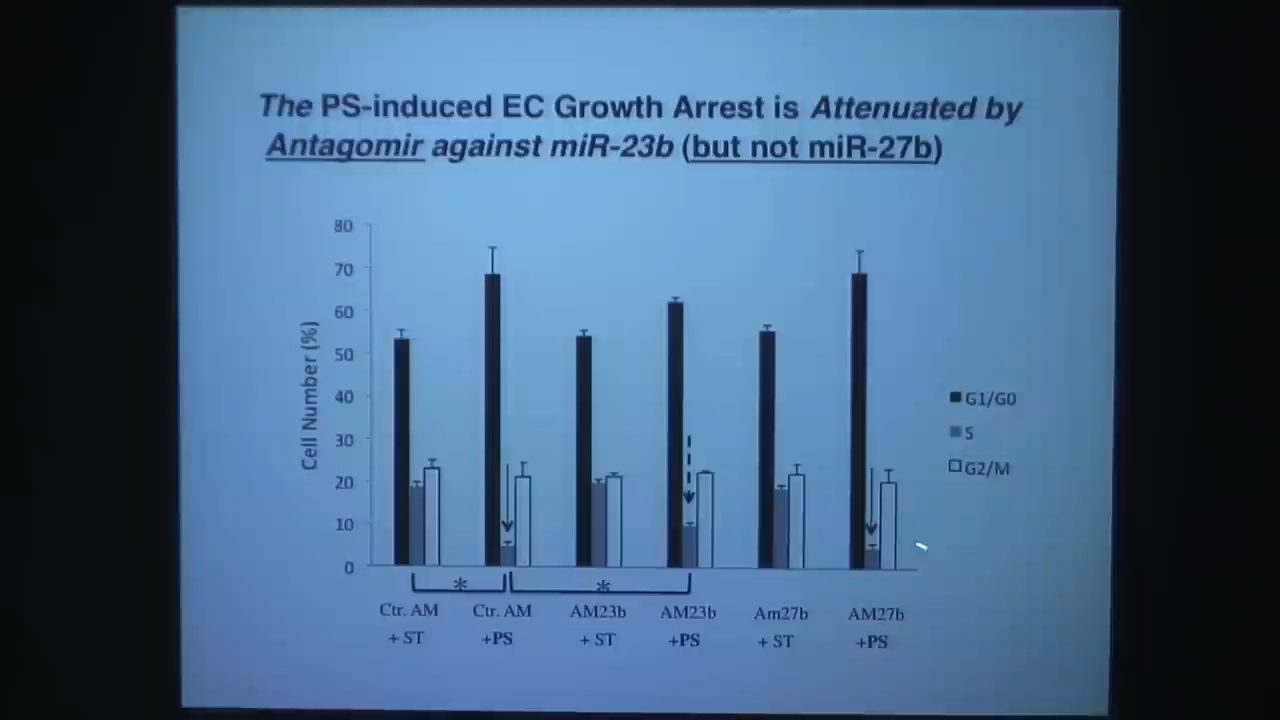 The PS-induced EC Growth Arrest is Attenuated by
Antagomir against miR-23b (but not miR-27b)
80
70
60
50
40
30
20
10
0
Cell Number (%)
G1/G0
S
G2/M
* *
Ctr. AM Ctr. AM AM23b AM23b Am27b AM27b
+ ST +PS + ST +PS + ST +PS